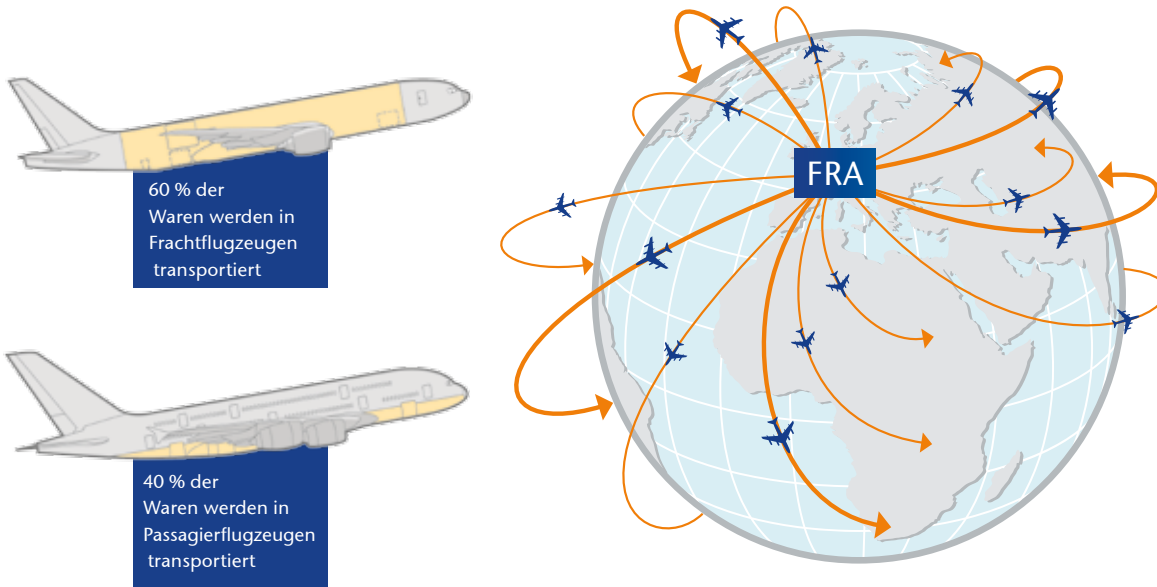 60 % der
Waren werden in
Frachtflugzeugen
transportiert
FRA
40 % der
Waren werden in
Passagierflugzeugen
transportiert